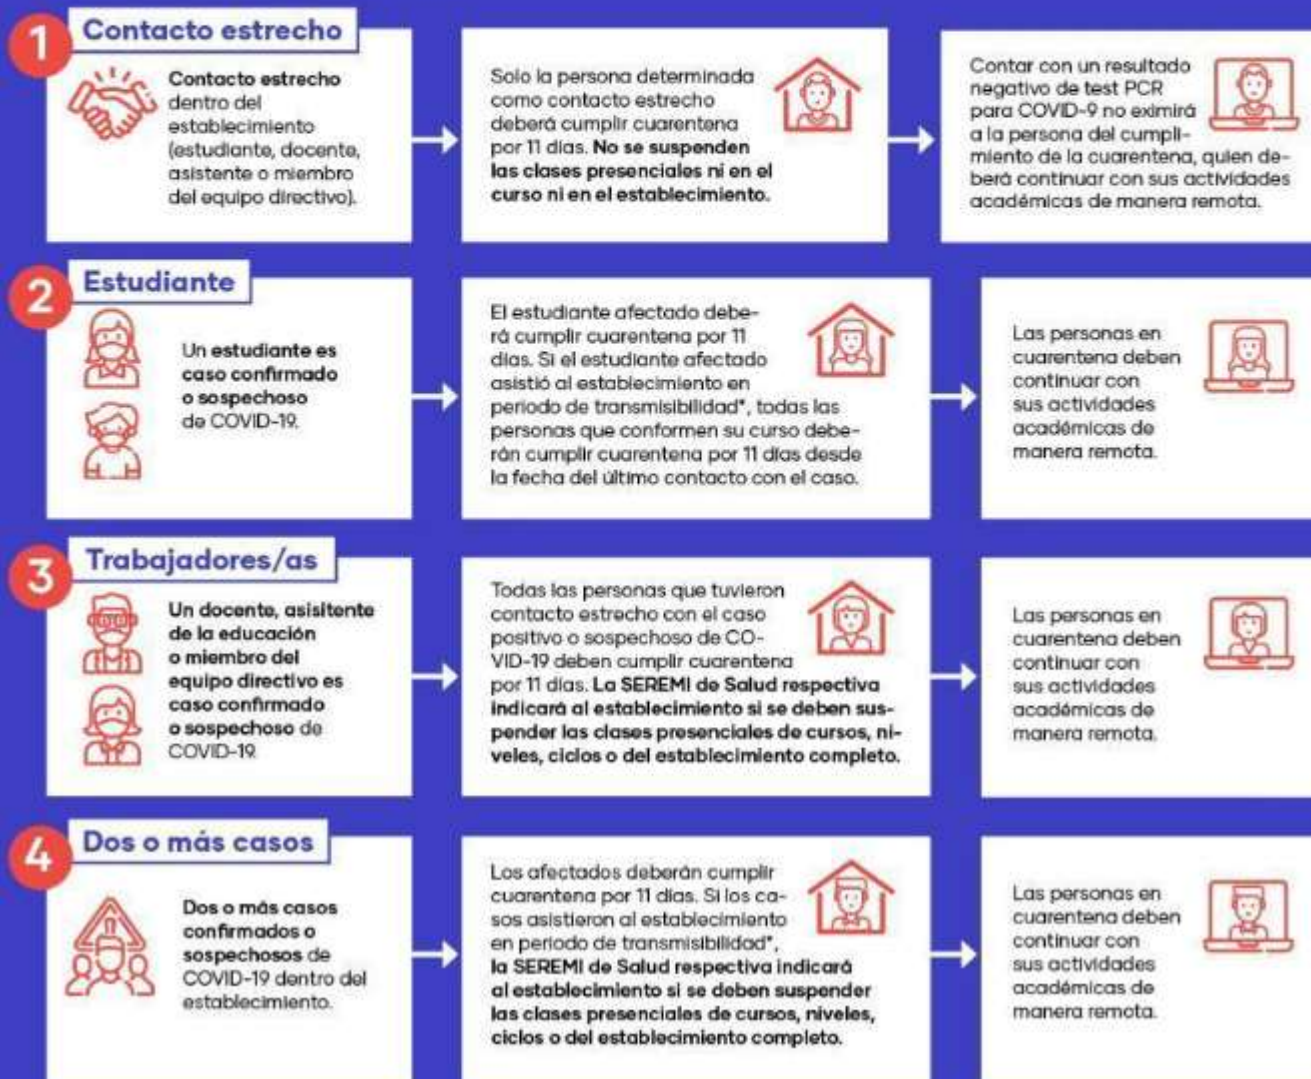 1
Contacto estrecho
Contacto estrecho
dentro del
establecimiento
(estudiante, docente,
asistente o miembro
del equipo directivo).
Solo la persona determinada
como contacto estrecho
deberá cumplir cuarentena
por 11 días. No se suspenden
las clases presenciales ni en el
curso ni en el establecimiento.
Contar con un resultado
negativo de test PCR
para COVID-9 no eximirá
a la persona del cumpli-
miento de la cuarentena, quien de-
berá continuar con sus actividades
académicas de manera remota.
2
Estudiante
Un estudiante es
caso confirmado
o sospechoso
de COVID-19.
El estudiante afectado debe-
rá cumplir cuarentena por 11
días. Si el estudiante afectado
asistió al establecimiento en
periodo de transmisibilidad*, todas las
personas que conformen su curso debe-
rán cumplir cuarentena por 11 días desde
la fecha del último contacto con el caso.
Las personas en
cuarentena deben
continuar con
sus actividades
académicas de
manera remota.
3
Trabajadores/as
Un docente, asisitente
de la educación
o miembro del
equipo directivo es
caso confirmado
o sospechoso de
COVID-19.
Todas las personas que tuvieron
contacto estrecho con el caso
positivo o sospechoso de CO-
VID-19 deben cumplir cuarentena
por 11 días. La SEREMI de Salud respectiva
indicará al establecimiento si se deben sus-
pender las clases presenciales de cursos, ni-
veles, ciclos o del establecimiento completo.
Las personas en
cuarentena deben
continuar con
sus actividades
académicas de
manera remota.
4
Dos o más casos
Dos o más casos
confirmados o
sospechosos de
COVID-19 dentro del
establecimiento.
Los afectados deberán cumplir
cuarentena por 11 días. Si los ca-
sos asistieron al establecimiento
en periodo de transmisibilidad*,
la SEREMI de Salud respectiva indicará
al establecimiento si se deben suspender
las clases presenciales de cursos, niveles,
ciclos o del establecimiento completo.
Las personas en
cuarentena deben
continuar con
sus actividades
académicas de
manera remota.